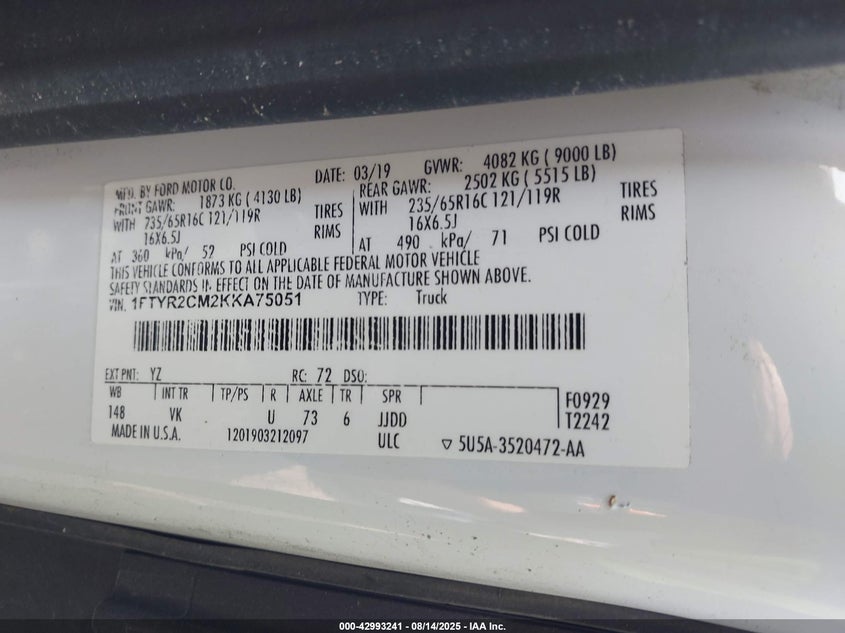 MFD. BY FORD MOTOR CO. DATE: 03/19 GVWR: 4082 KG ( 9000 LB)
FRONT GAWR: 1873 KG ( 4130 LB) REAR GAWR: 2502 KG ( 5515 LB)
WITH 235/65R16C 121/119R TIRES WITH 235/65R16C 121/119R TIRES
16X6.5J RIMS 16X6.5J RIMS
AT 360 kPa/ 52 PSI COLD AT 490 kPa/ 71 PSI COLD
THIS VEHICLE CONFORMS TO ALL APPLICABLE FEDERAL MOTOR VEHICLE
SAFETY STANDARDS IN EFFECT ON THE DATE OF MANUFACTURE SHOWN ABOVE.
VIN: 1FTYR2CM2KKA75051 TYPE: Truck
EXT PNT: YZ RC: 72 DSO:
WB INT TR TP/PS R AXLE TR SPR F0929
148 VK U 73 6 JJDD T2242
MADE IN U.S.A. 1201903212097 ULC ▽ 5U5A-3520472-AA
000-42993241 - 08/14/2025 - IAA Inc.